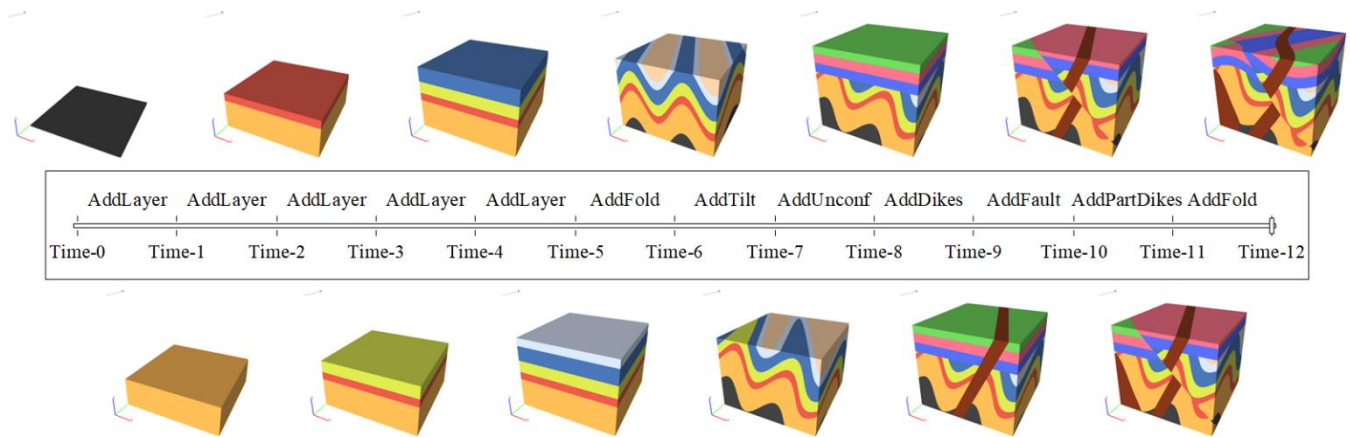 AddLayer AddLayer AddLayer AddLayer AddLayer AddFold AddTilt AddUnconf AddDikes AddFault AddPartDikes AddFold
Time-0 Time-1 Time-2 Time-3 Time-4 Time-5 Time-6 Time-7 Time-8 Time-9 Time-10 Time-11 Time-12